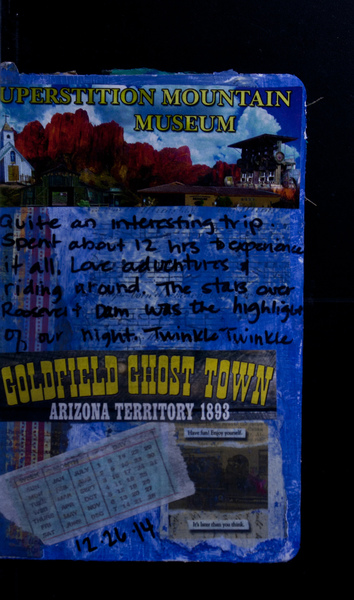 UPERSTITION MOUNTAIN
MUSEUM
Quite an interesting trip.
Spent about 12 hrs to experience
it all. Love adventures &
riding around. The stars over
Roosevelt Dam was the highlight
of our night. Twinkle Twinkle
GOLDFIELD GHOST TOWN
ARIZONA TERRITORY 1893
Have fun! Enjoy yourself.
It's later than you think.
12-26-14